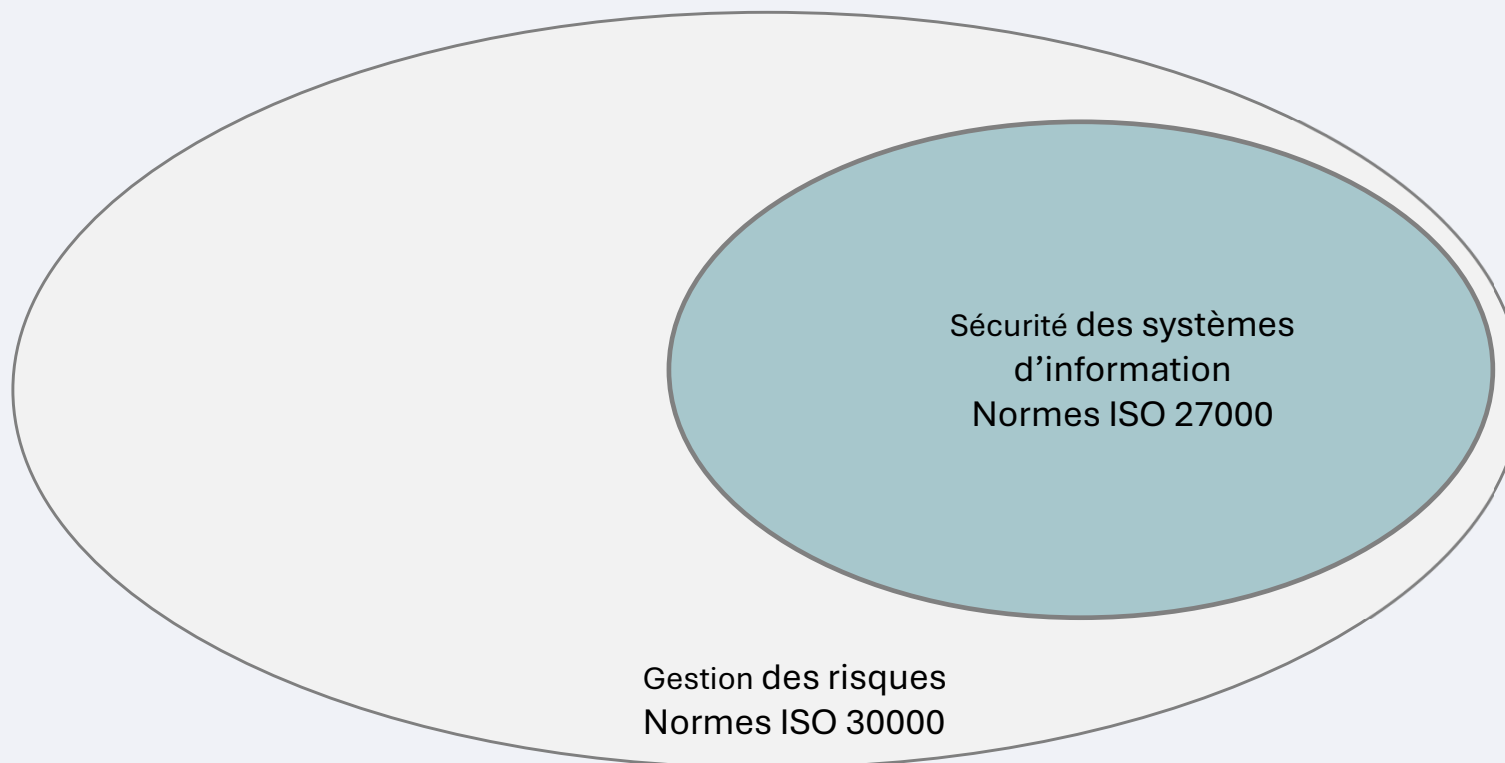 Sécurité des systèmes
d’information
Normes ISO 27000
Gestion des risques
Normes ISO 30000